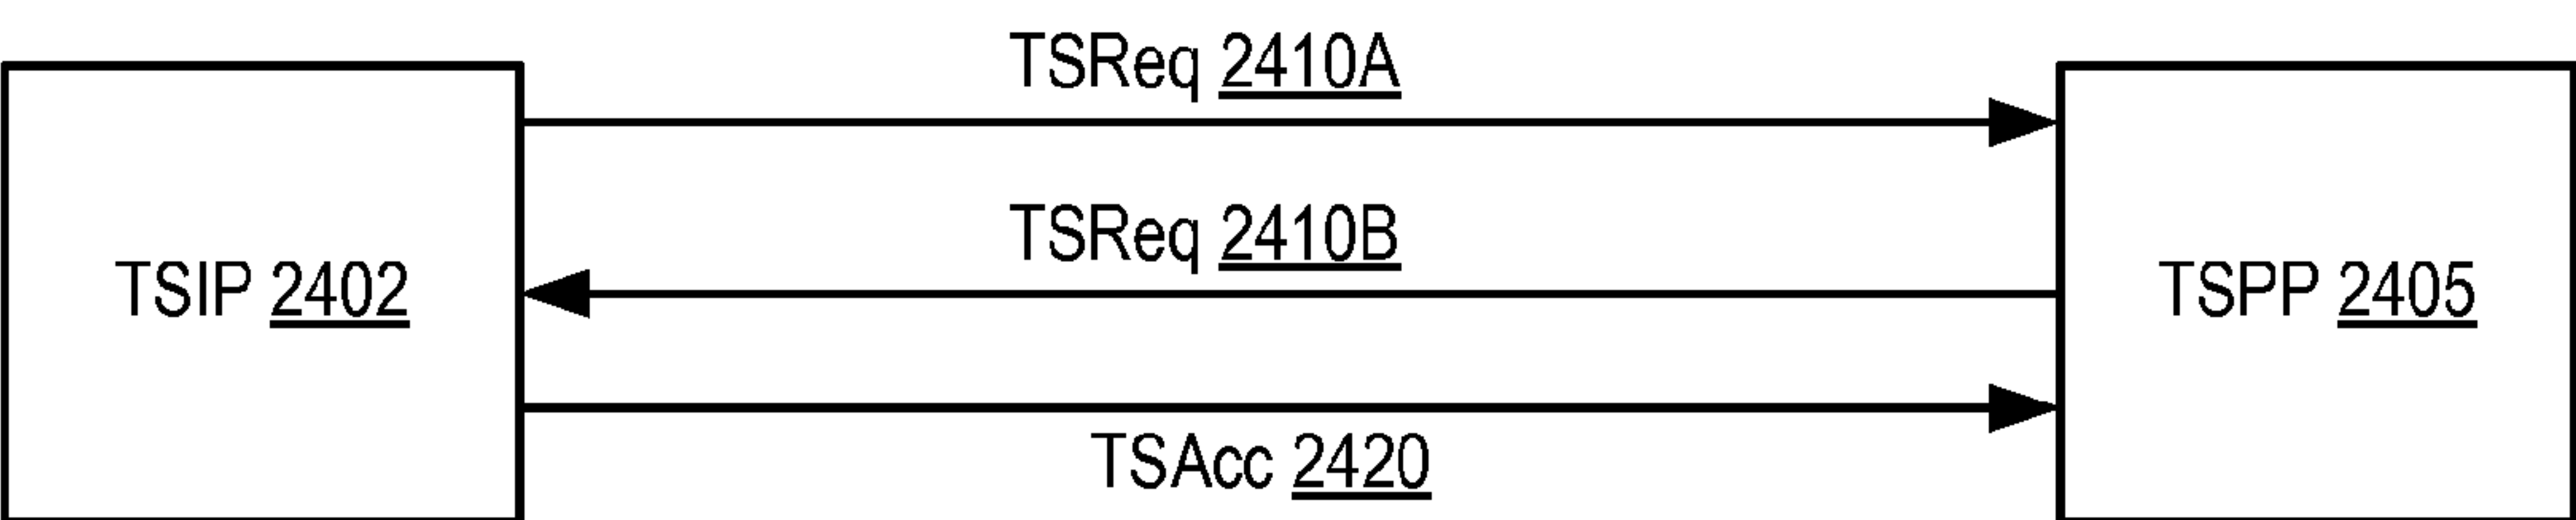 TSReq 2410A
TSReq 2410B
TSIP 2402
TSPP 2405
TSAcc 2420